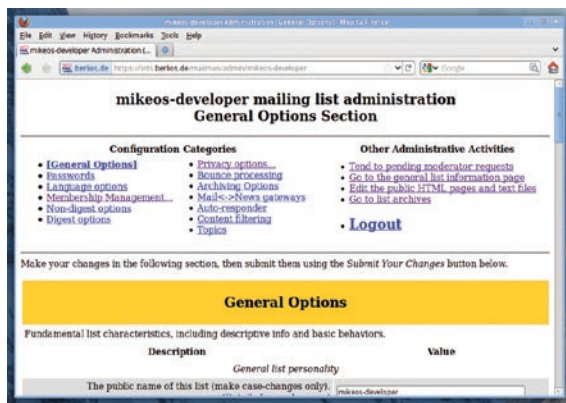 mikeos-developer Administration (General Options) - Mozilla Firefox
File Edit View History Bookmarks Tools Help
mikeos-developer Administration (...
berlios.de https://lists.berlios.de/mailman/admin/mikeos-developer
Google
mikeos-developer mailing list administration
General Options Section
Configuration Categories
[General Options]
Passwords
Language options
Membership Management...
Non-digest options
Digest options
Privacy options...
Bounce processing
Archiving Options
Mail<->News gateways
Auto-responder
Content filtering
Topics
Other Administrative Activities
Tend to pending moderator requests
Go to the general list information page
Edit the public HTML pages and text files
Go to list archives
Logout
Make your changes in the following section, then submit them using the Submit Your Changes button below.
General Options
Fundamental list characteristics, including descriptive info and basic behaviors.
Description Value
General list personality
The public name of this list (make case-changes only). mikeos-developer